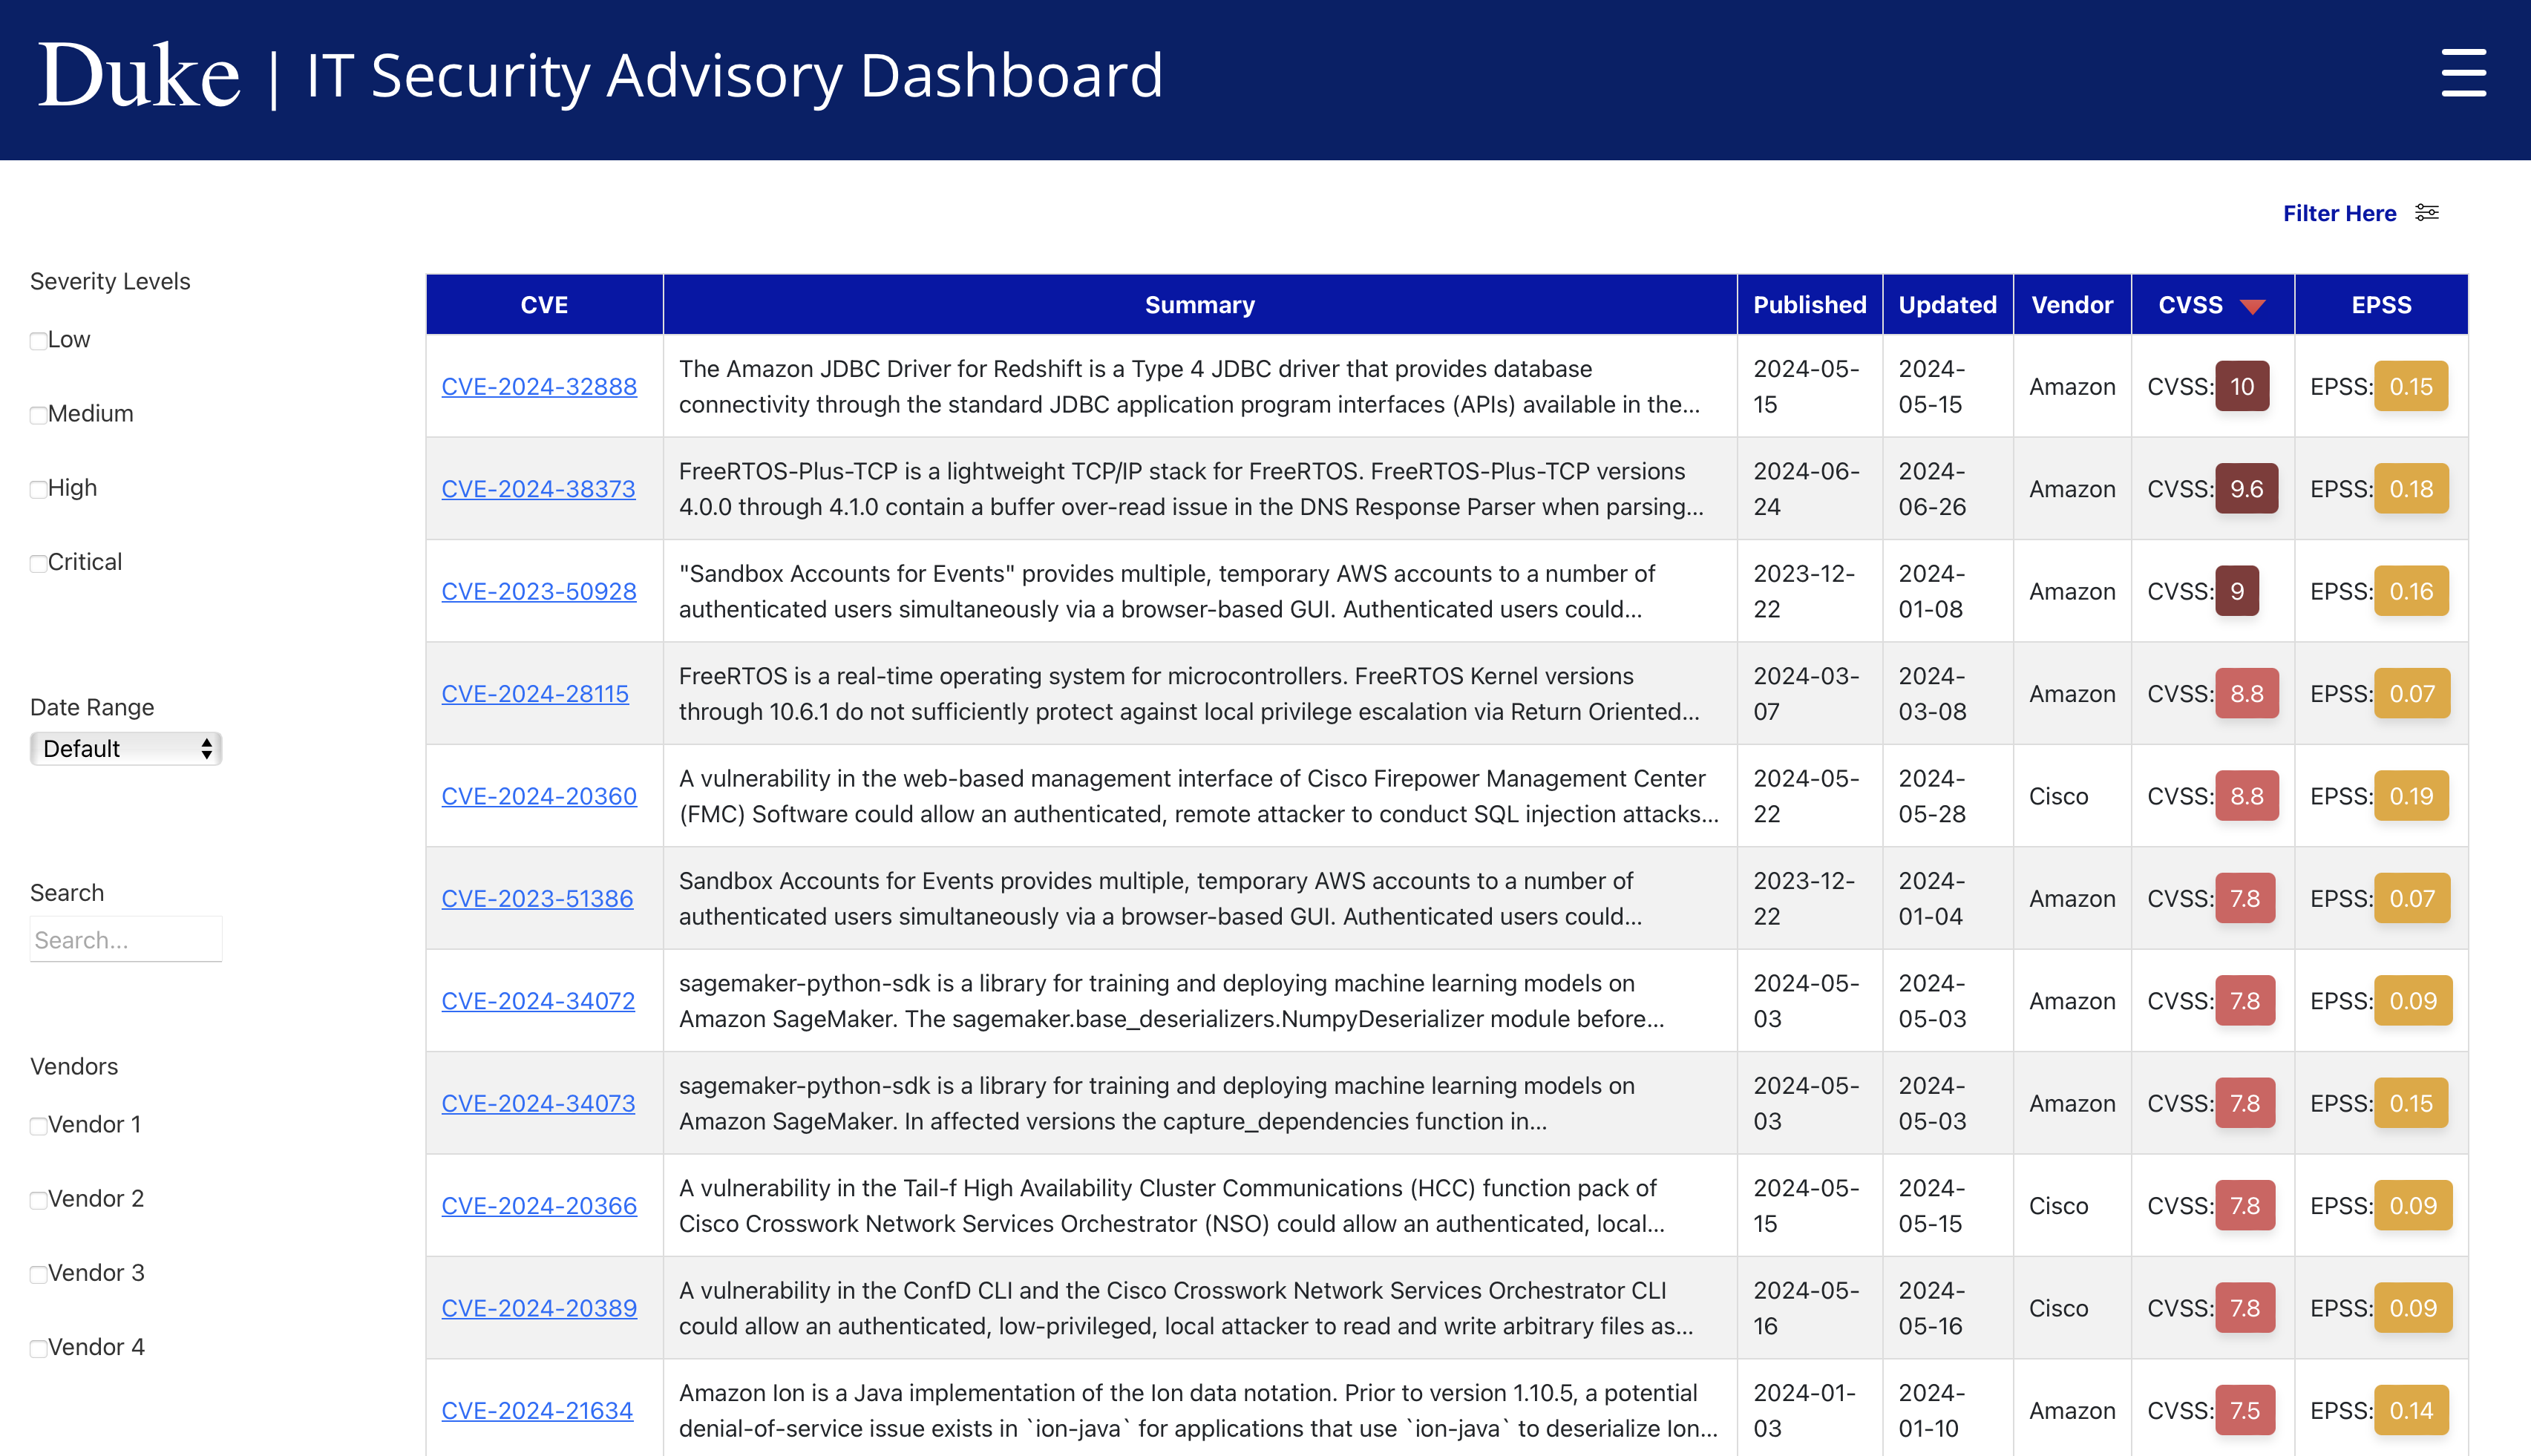 Duke | IT Security Advisory Dashboard
Filter Here
Severity Levels
Low
Medium
High
Critical
Date Range
Default
Search
Search...
Vendors
Vendor 1
Vendor 2
Vendor 3
Vendor 4
CVE Summary Published Updated Vendor CVSS EPSS
CVE-2024-32888
The Amazon JDBC Driver for Redshift is a Type 4 JDBC driver that provides database
connectivity through the standard JDBC application program interfaces (APIs) available in the...
2024-05-
15
2024-
05-15
Amazon
CVSS: 10
EPSS: 0.15
CVE-2024-38373
FreeRTOS-Plus-TCP is a lightweight TCP/IP stack for FreeRTOS. FreeRTOS-Plus-TCP versions
4.0.0 through 4.1.0 contain a buffer over-read issue in the DNS Response Parser when parsing...
2024-06-
24
2024-
06-26
Amazon
CVSS: 9.6
EPSS: 0.18
CVE-2023-50928
"Sandbox Accounts for Events" provides multiple, temporary AWS accounts to a number of
authenticated users simultaneously via a browser-based GUI. Authenticated users could...
2023-12-
22
2024-
01-08
Amazon
CVSS: 9
EPSS: 0.16
CVE-2024-28115
FreeRTOS is a real-time operating system for microcontrollers. FreeRTOS Kernel versions
through 10.6.1 do not sufficiently protect against local privilege escalation via Return Oriented...
2024-03-
07
2024-
03-08
Amazon
CVSS: 8.8
EPSS: 0.07
CVE-2024-20360
A vulnerability in the web-based management interface of Cisco Firepower Management Center
(FMC) Software could allow an authenticated, remote attacker to conduct SQL injection attacks...
2024-05-
22
2024-
05-28
Cisco
CVSS: 8.8
EPSS: 0.19
CVE-2023-51386
Sandbox Accounts for Events provides multiple, temporary AWS accounts to a number of
authenticated users simultaneously via a browser-based GUI. Authenticated users could...
2023-12-
22
2024-
01-04
Amazon
CVSS: 7.8
EPSS: 0.07
CVE-2024-34072
sagemaker-python-sdk is a library for training and deploying machine learning models on
Amazon SageMaker. The sagemaker.base_deserializers.NumpyDeserializer module before...
2024-05-
03
2024-
05-03
Amazon
CVSS: 7.8
EPSS: 0.09
CVE-2024-34073
sagemaker-python-sdk is a library for training and deploying machine learning models on
Amazon SageMaker. In affected versions the capture_dependencies function in...
2024-05-
03
2024-
05-03
Amazon
CVSS: 7.8
EPSS: 0.15
CVE-2024-20366
A vulnerability in the Tail-f High Availability Cluster Communications (HCC) function pack of
Cisco Crosswork Network Services Orchestrator (NSO) could allow an authenticated, local...
2024-05-
15
2024-
05-15
Cisco
CVSS: 7.8
EPSS: 0.09
CVE-2024-20389
A vulnerability in the ConfD CLI and the Cisco Crosswork Network Services Orchestrator CLI
could allow an authenticated, low-privileged, local attacker to read and write arbitrary files as...
2024-05-
16
2024-
05-16
Cisco
CVSS: 7.8
EPSS: 0.09
CVE-2024-21634
Amazon Ion is a Java implementation of the Ion data notation. Prior to version 1.10.5, a potential
denial-of-service issue exists in `ion-java` for applications that use `ion-java` to deserialize Ion...
2024-01-
03
2024-
01-10
Amazon
CVSS: 7.5
EPSS: 0.14